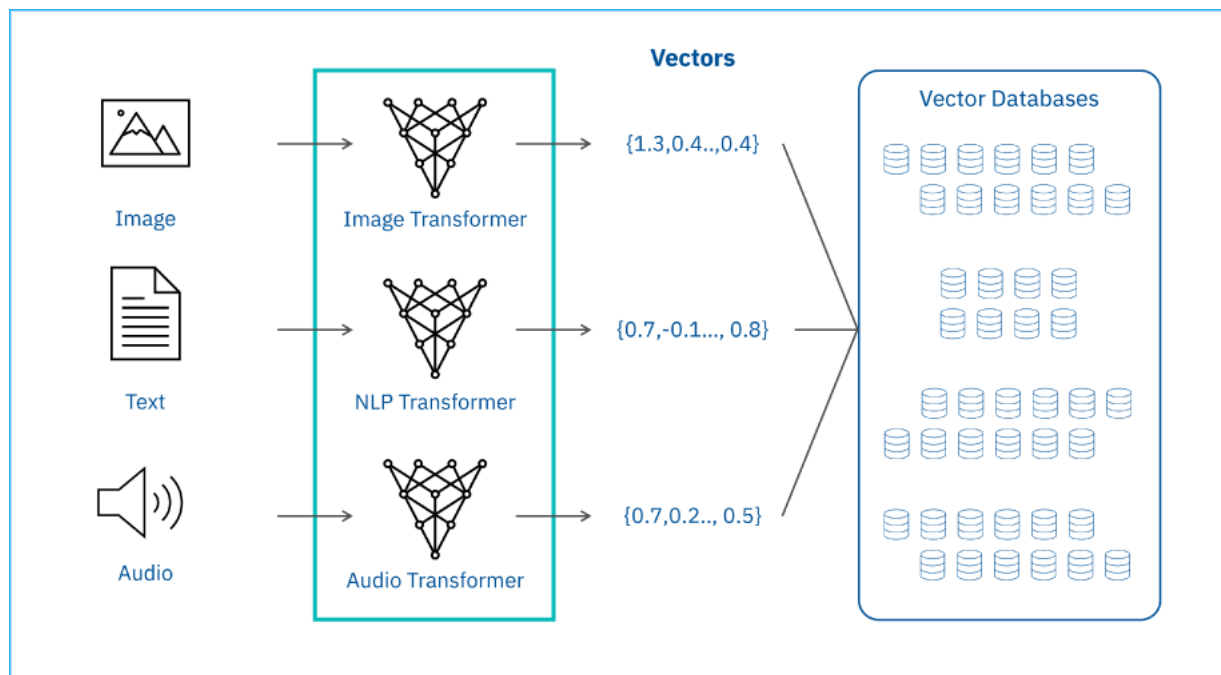 Vectors
Vector Databases
{1.3,0.4..,0.4}
Image
Image Transformer
{0.7,-0.1..., 0.8}
Text
NLP Transformer
{0.7,0.2.., 0.5}
Audio
Audio Transformer